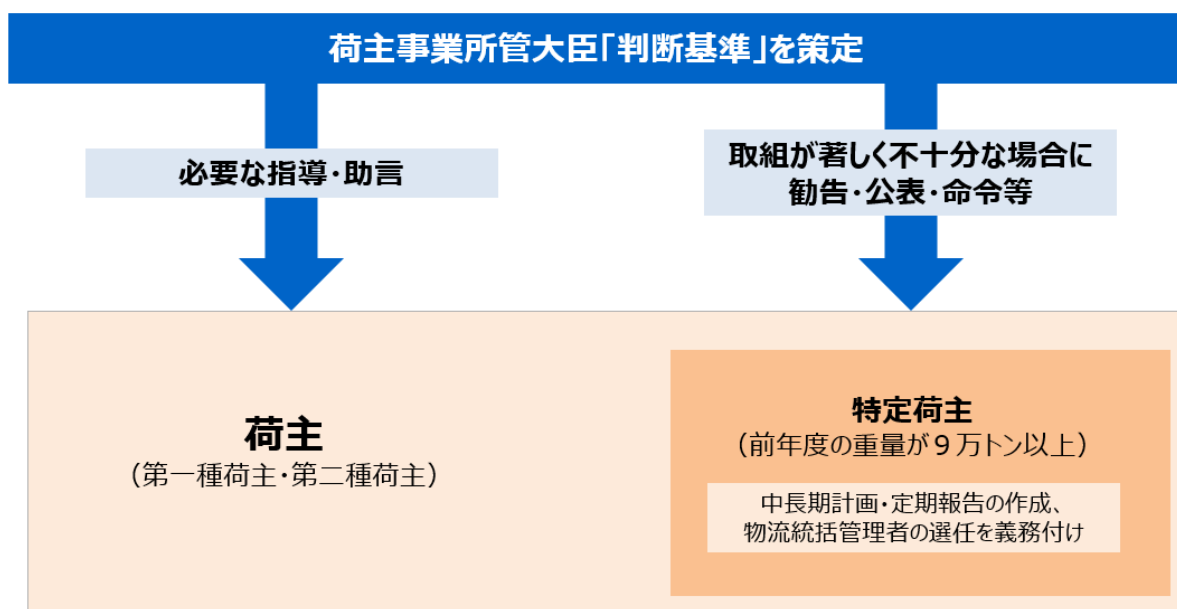 荷主事業所管大臣「判断基準」を策定
必要な指導・助言
取組が著しく不十分な場合に
勧告・公表・命令等
荷主
（第一種荷主・第二種荷主）
特定荷主
（前年度の重量が９万トン以上）
中長期計画・定期報告の作成、
物流統括管理者の選任を義務付け